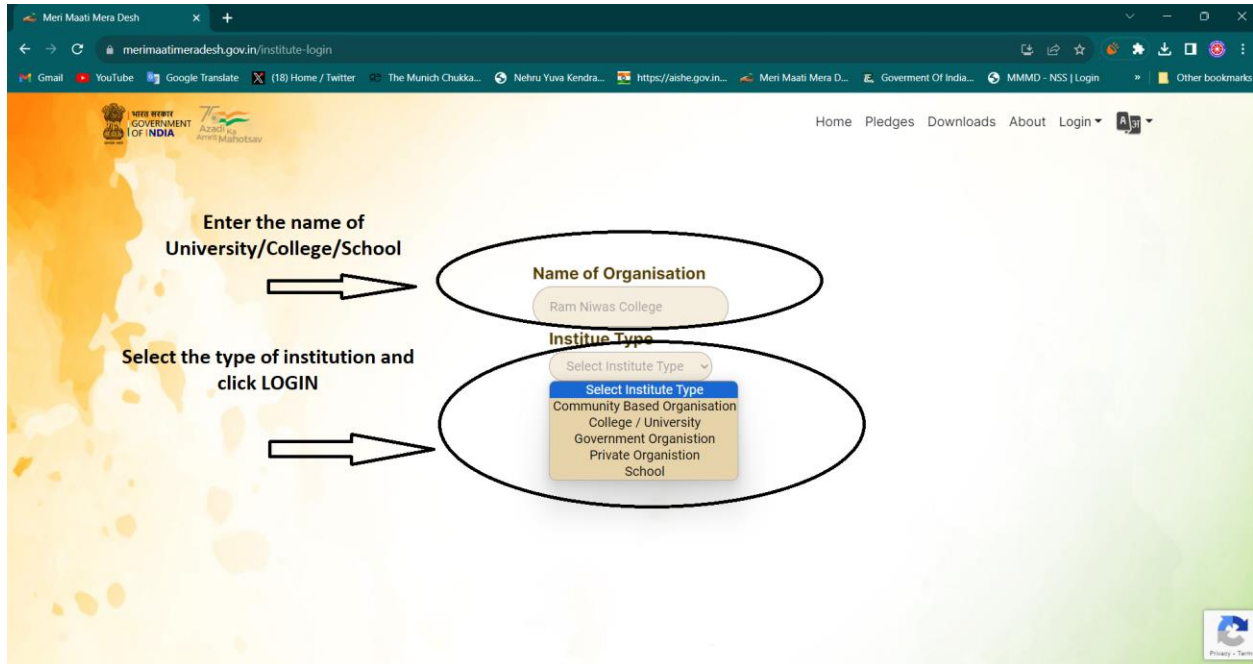 Meri Maati Mera Desh
merimaatimeradesh.gov.in/institute-login
Gmail YouTube Google Translate (18) Home / Twitter The Munich Chukka... Nehru Yuva Kendra... https://aishe.gov.in... Meri Maati Mera D... Goverment Of India... MMMD - NSS | Login » Other bookmarks
भारत सरकार
GOVERNMENT
OF INDIA
Azadi Ka
Amrit Mahotsav
Home Pledges Downloads About Login
Enter the name of
University/College/School
Name of Organisation
Ram Niwas College
Institue Type
Select the type of institution and
click LOGIN
Select Institute Type
Select Institute Type
Community Based Organisation
College / University
Government Organistion
Private Organistion
School
Privacy - Term